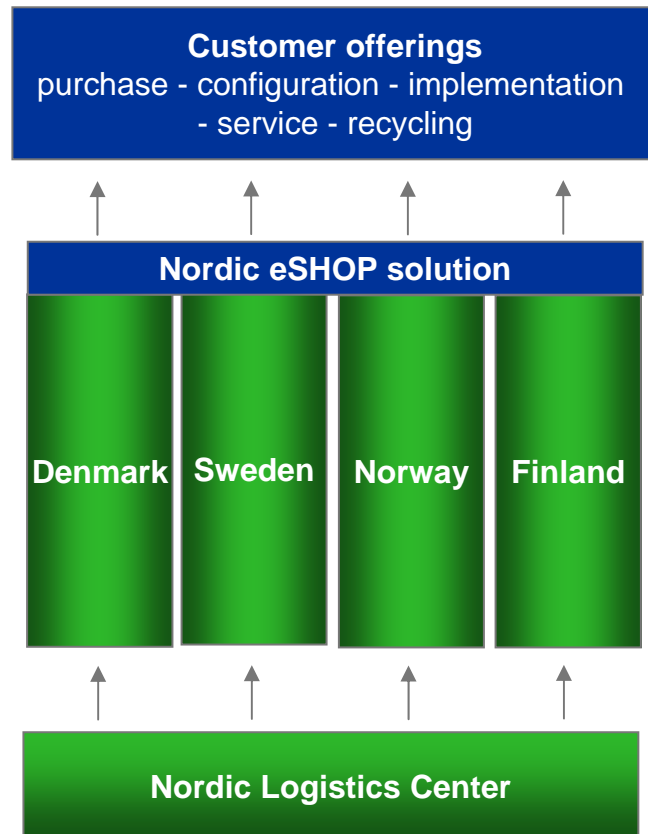 Customer offerings
purchase - configuration - implementation
- service - recycling
Nordic eSHOP solution
Denmark
Sweden
Norway
Finland
Nordic Logistics Center